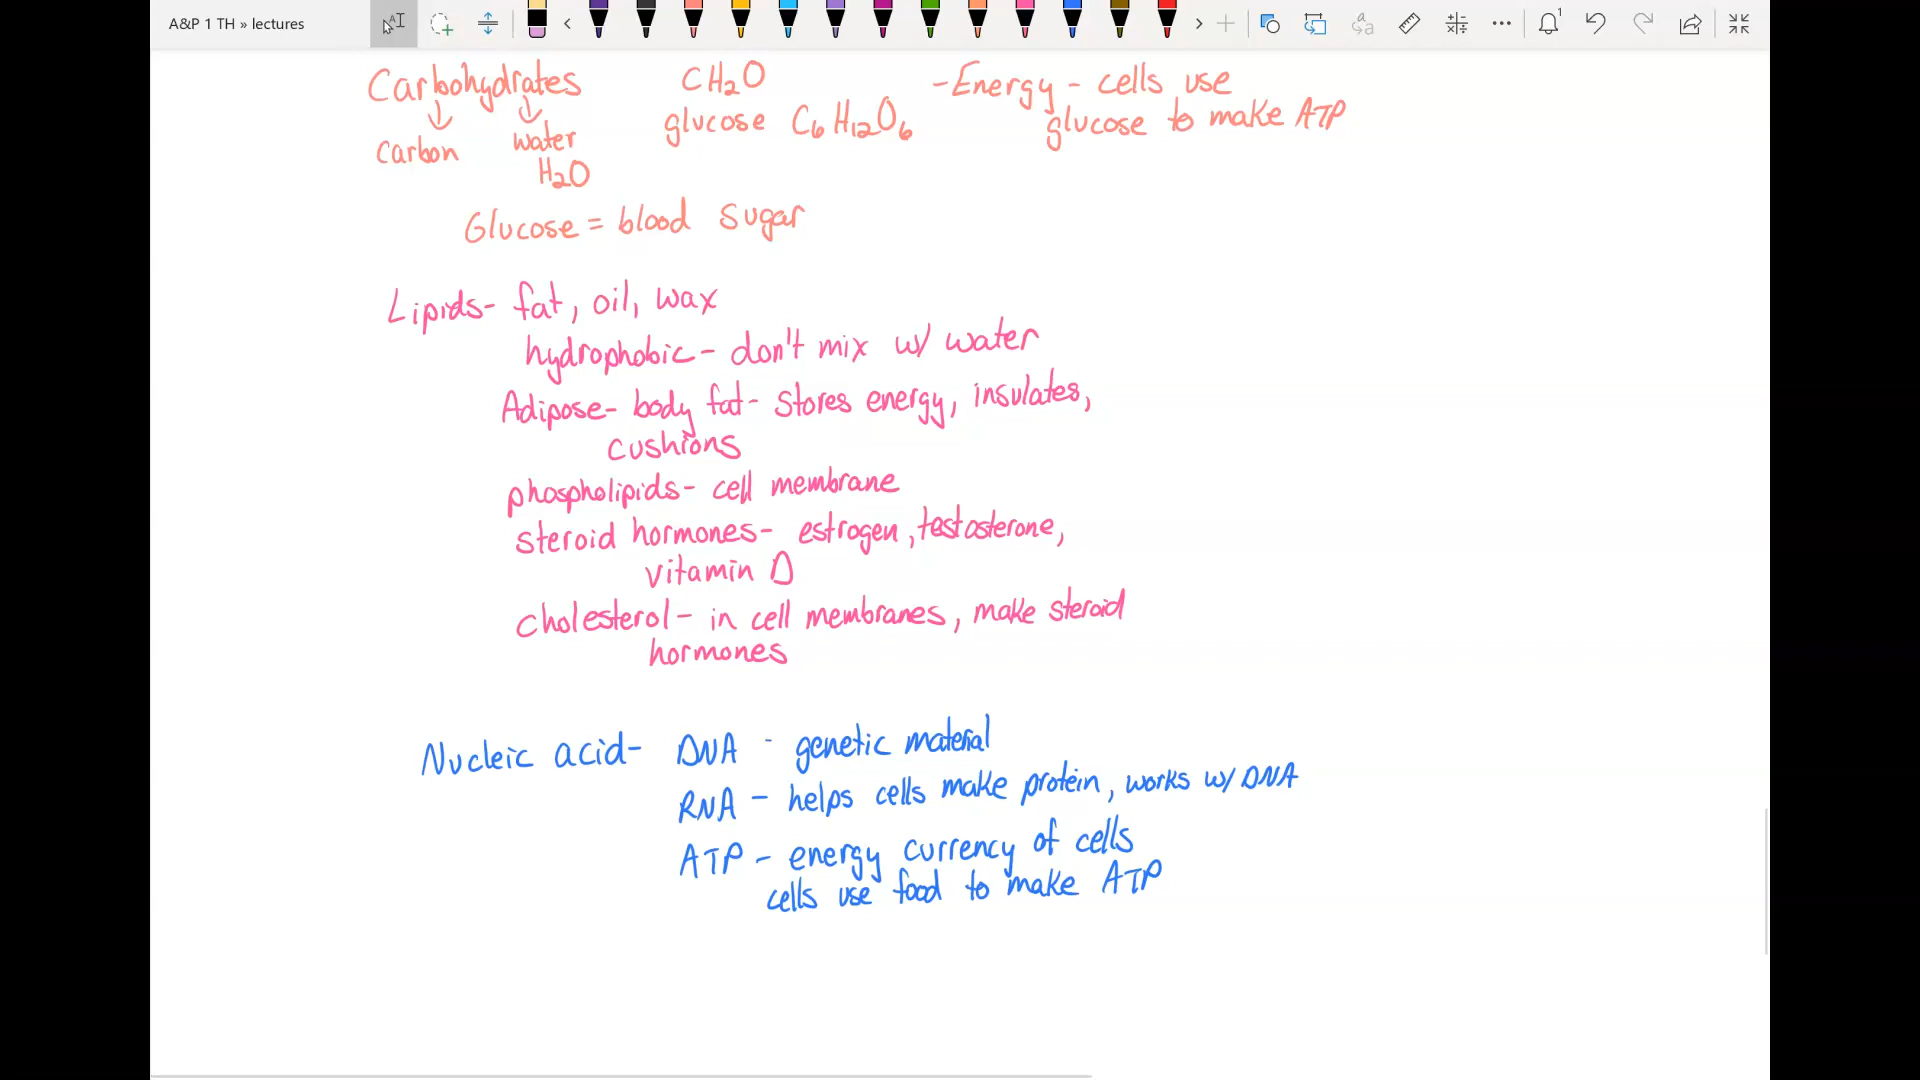 A&P 1 TH » lectures
Carbohydrates CH₂O -Energy - cells use
glucose C₆H₁₂O₆ glucose to make ATP
Carbon water
H₂O
Glucose = blood sugar
Lipids- fat, oil, wax
hydrophobic - don't mix w/ water
Adipose- body fat- stores energy, insulates,
cushions
phospholipids- cell membrane
steroid hormones- estrogen, testosterone,
vitamin D
cholesterol - in cell membranes, make steroid
hormones
Nucleic acid- DNA - genetic material
RNA - helps cells make protein, works w/ DNA
ATP - energy currency of cells
cells use food to make ATP